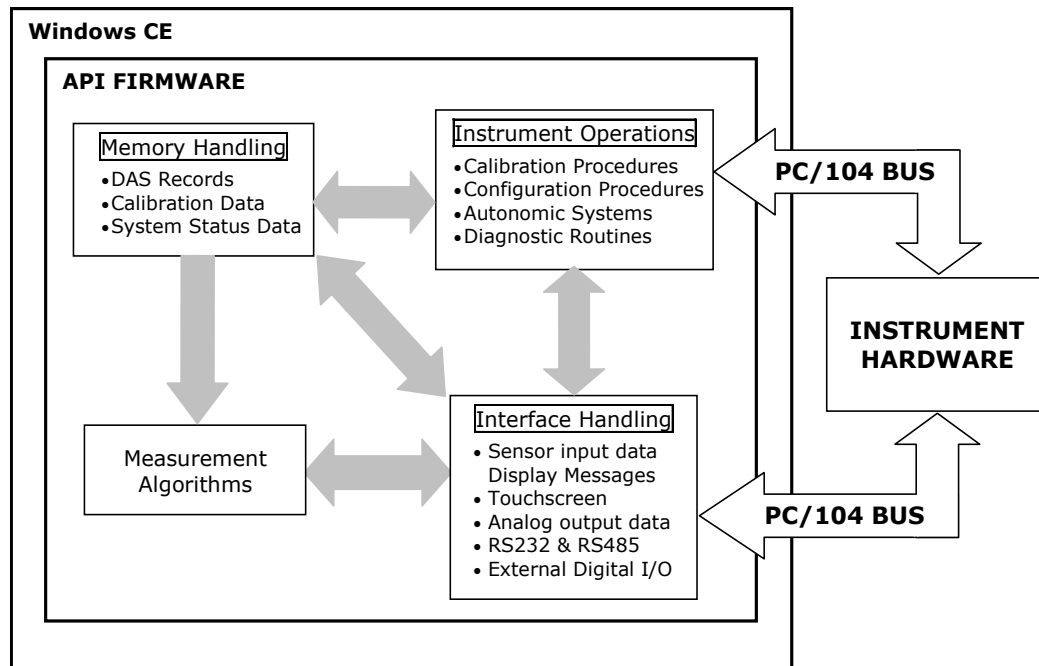 Windows CE
API FIRMWARE
Memory Handling
•DAS Records
•Calibration Data
•System Status Data
Instrument Operations
•Calibration Procedures
•Configuration Procedures
•Autonomic Systems
•Diagnostic Routines
PC/104 BUS
INSTRUMENT
HARDWARE
Measurement
Algorithms
Interface Handling
• Sensor input data
Display Messages
• Touchscreen
• Analog output data
• RS232 & RS485
• External Digital I/O
PC/104 BUS